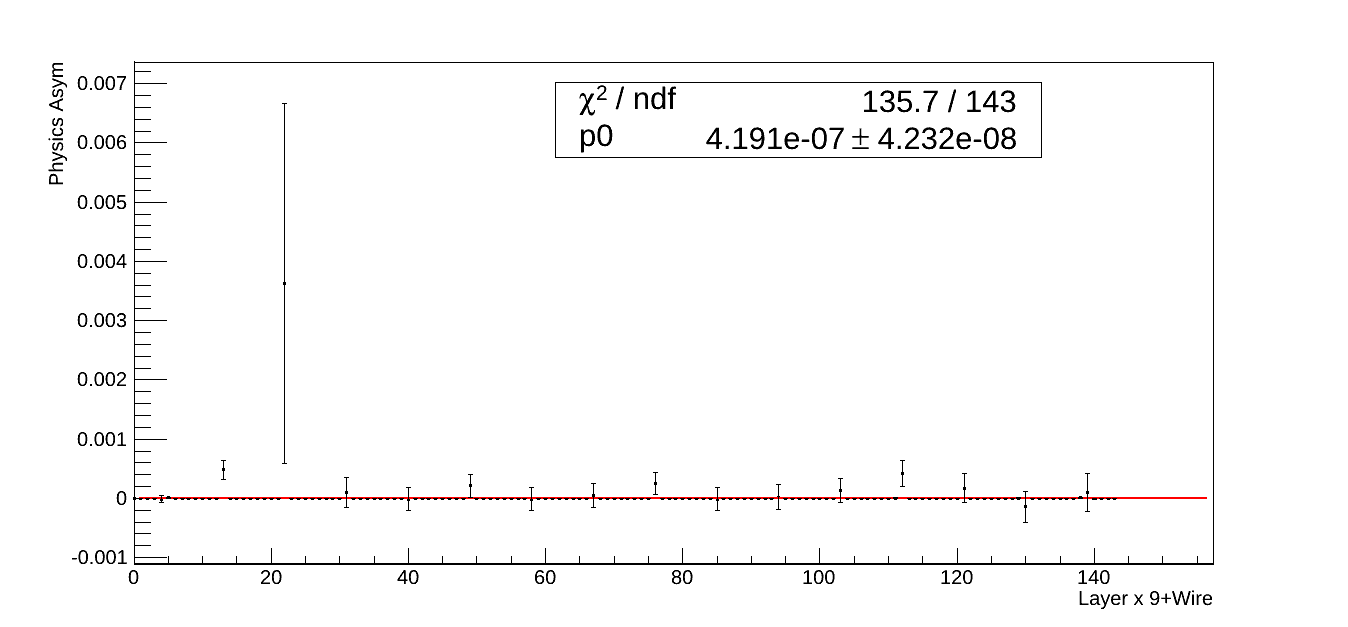 Physics Asym
0.007
0.006
0.005
0.004
0.003
0.002
0.001
0
-0.001
χ² / ndf 135.7 / 143
p0 4.191e-07 ± 4.232e-08
0 20 40 60 80 100 120 140
Layer x 9+Wire